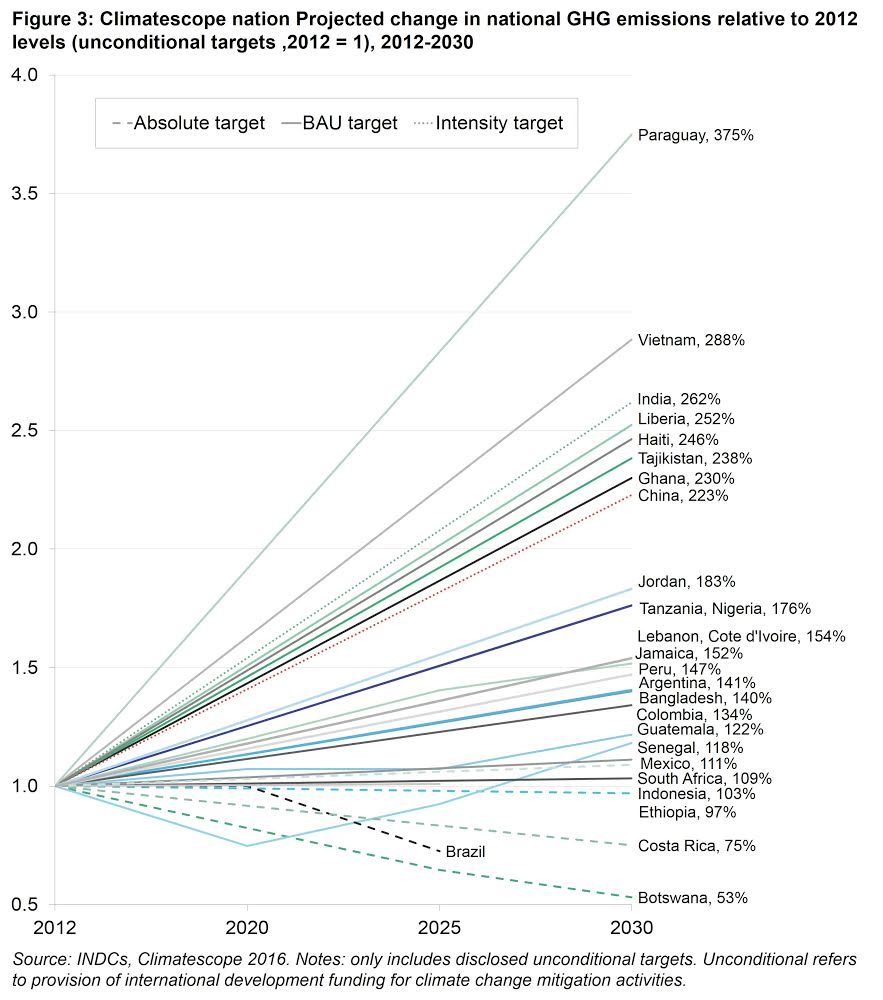 Figure 3: Climatescope nation Projected change in national GHG emissions relative to 2012
levels (unconditional targets ,2012 = 1), 2012-2030
4.0
Absolute target BAU target Intensity target
Paraguay, 375%
3.5
3.0
Vietnam, 288%
India, 262%
Liberia, 252%
2.5
Haiti, 246%
Tajikistan, 238%
Ghana, 230%
China, 223%
2.0
Jordan, 183%
Tanzania, Nigeria, 176%
Lebanon, Cote d'Ivoire, 154%
Jamaica, 152%
1.5
Peru, 147%
Argentina, 141%
Bangladesh, 140%
Colombia, 134%
Guatemala, 122%
Senegal, 118%
Mexico, 111%
South Africa, 109%
1.0
Indonesia, 103%
Ethiopia, 97%
Costa Rica, 75%
Brazil
Botswana, 53%
0.5
2012 2020 2025 2030
Source: INDCs, Climatescope 2016. Notes: only includes disclosed unconditional targets. Unconditional refers
to provision of international development funding for climate change mitigation activities.